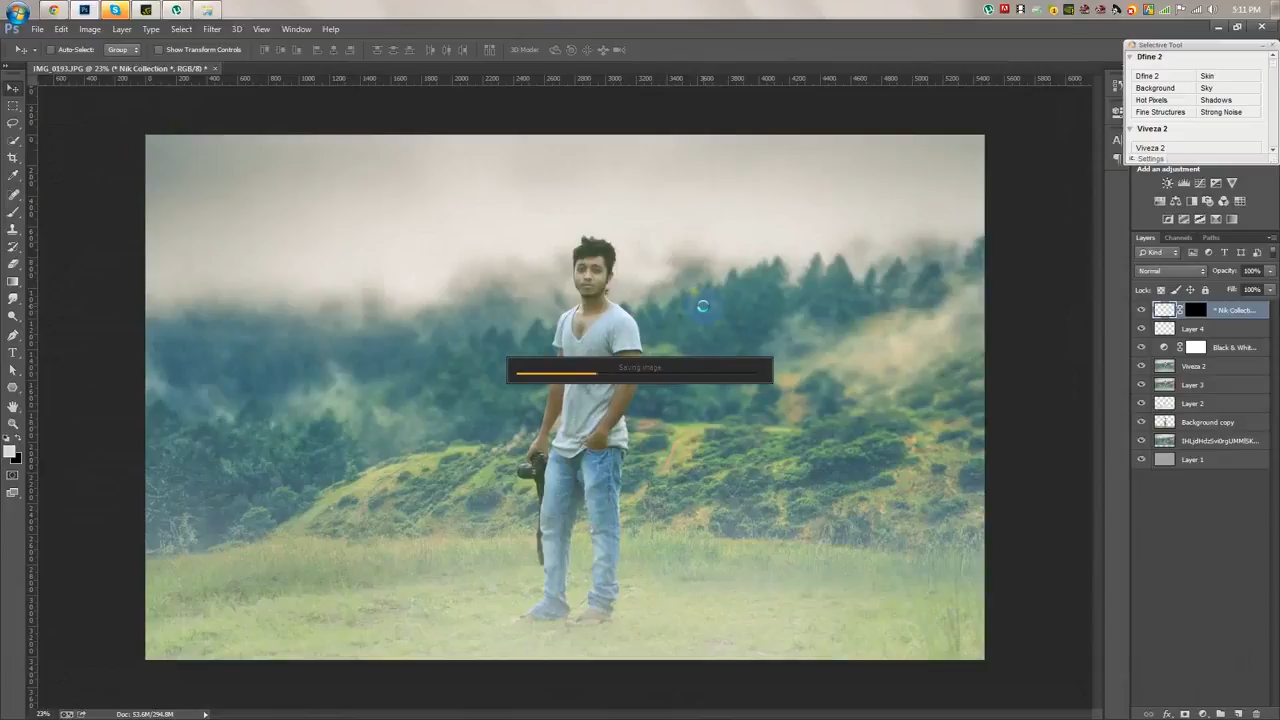 5:11 PM
Ps File Edit Image Layer Type Select Filter 3D View Window Help
Auto-Select: Group Show Transform Controls 3D Mode:
IMG_0193.JPG @ 23% (* Nik Collection *, RGB/8) *
Selective Tool
Dfine 2
Dfine 2 Skin
Background Sky
Hot Pixels Shadows
Fine Structures Strong Noise
Viveza 2
Viveza 2
Settings
Add an adjustment
Layers Channels Paths
Kind
Normal Opacity: 100%
Lock: Fill: 100%
* Nik Collecti...
Layer 4
Black & Whit...
Viveza 2
Layer 3
Layer 2
Background copy
Layer 1
Saving image
23% Doc: 53.6M/294.8M